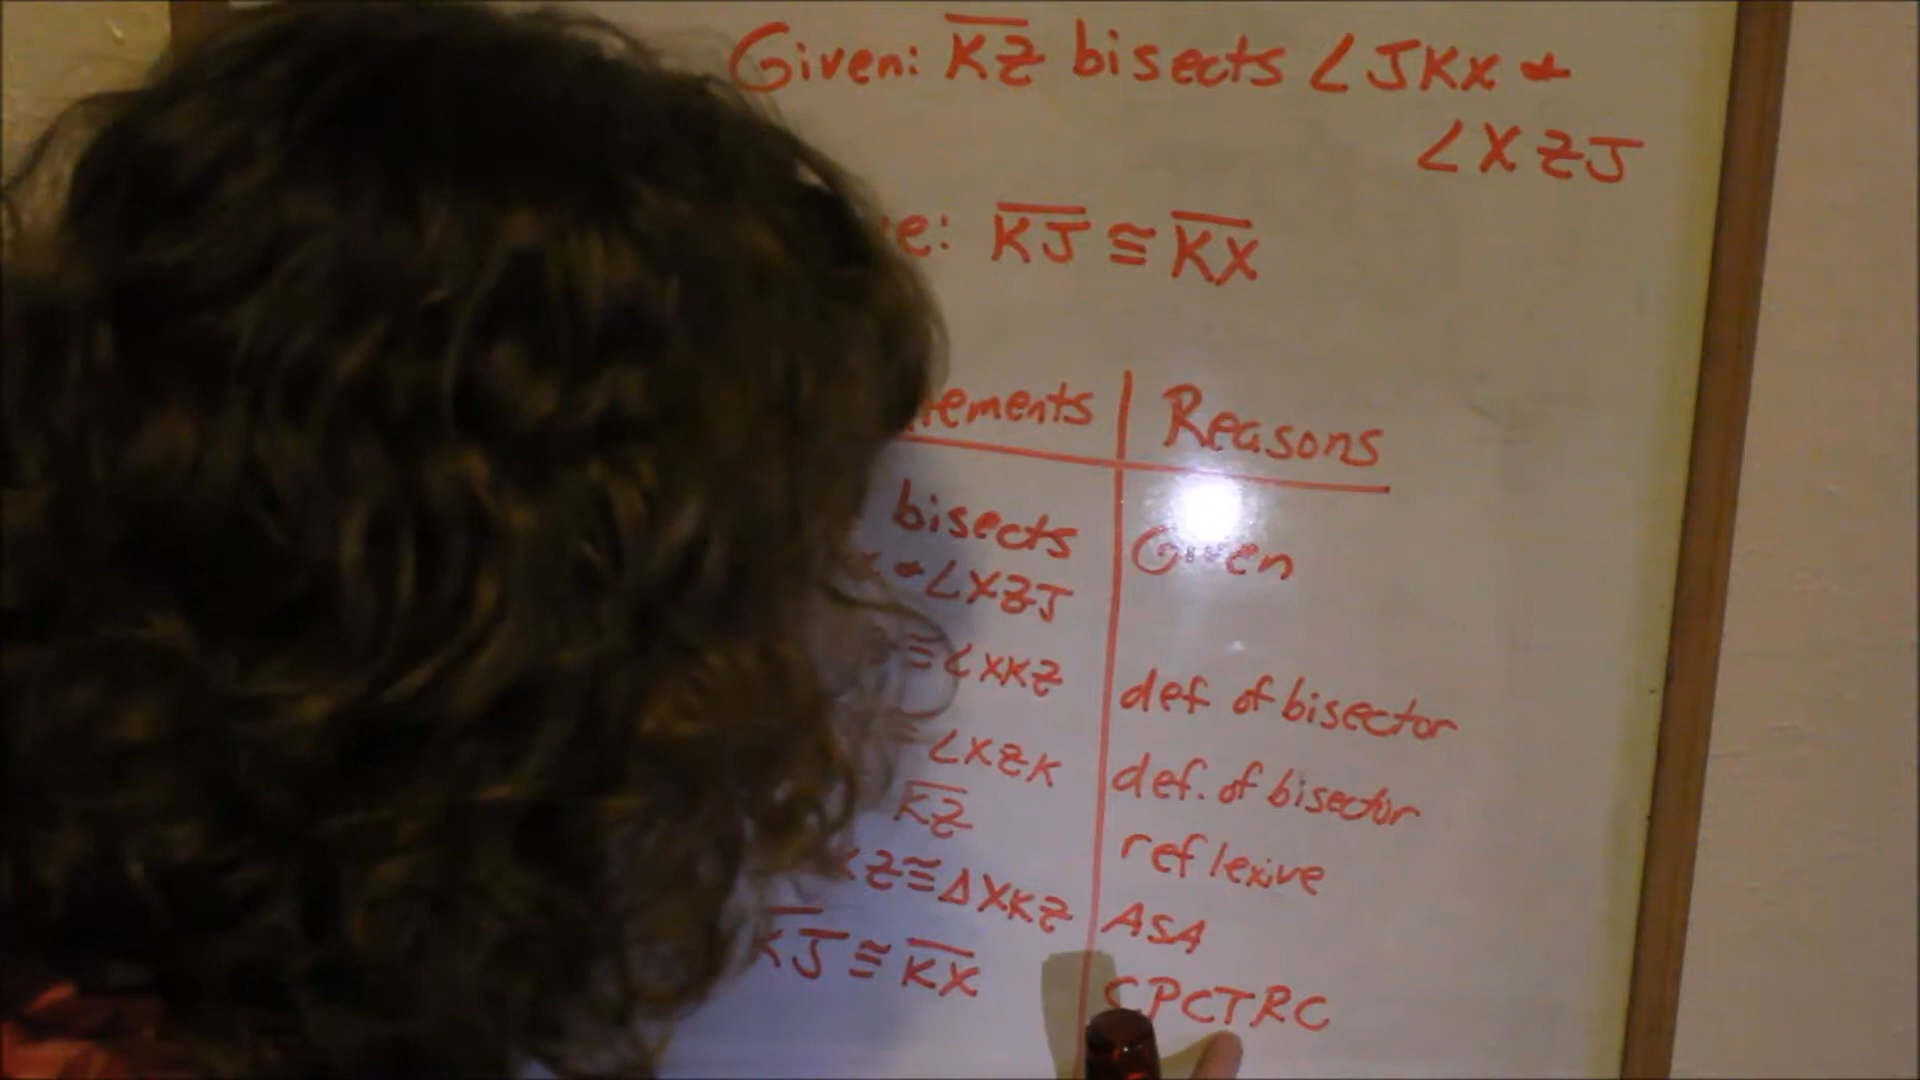 Given: KZ bisects ∠JKX &
∠XZJ
e: KJ ≅ KX
tements Reasons
bisects Given
& ∠XZJ
≅ ∠XKZ def. of bisector
∠XZK def. of bisector
KZ reflexive
KZ ≅ ΔXKZ ASA
KJ ≅ KX CPCTRC